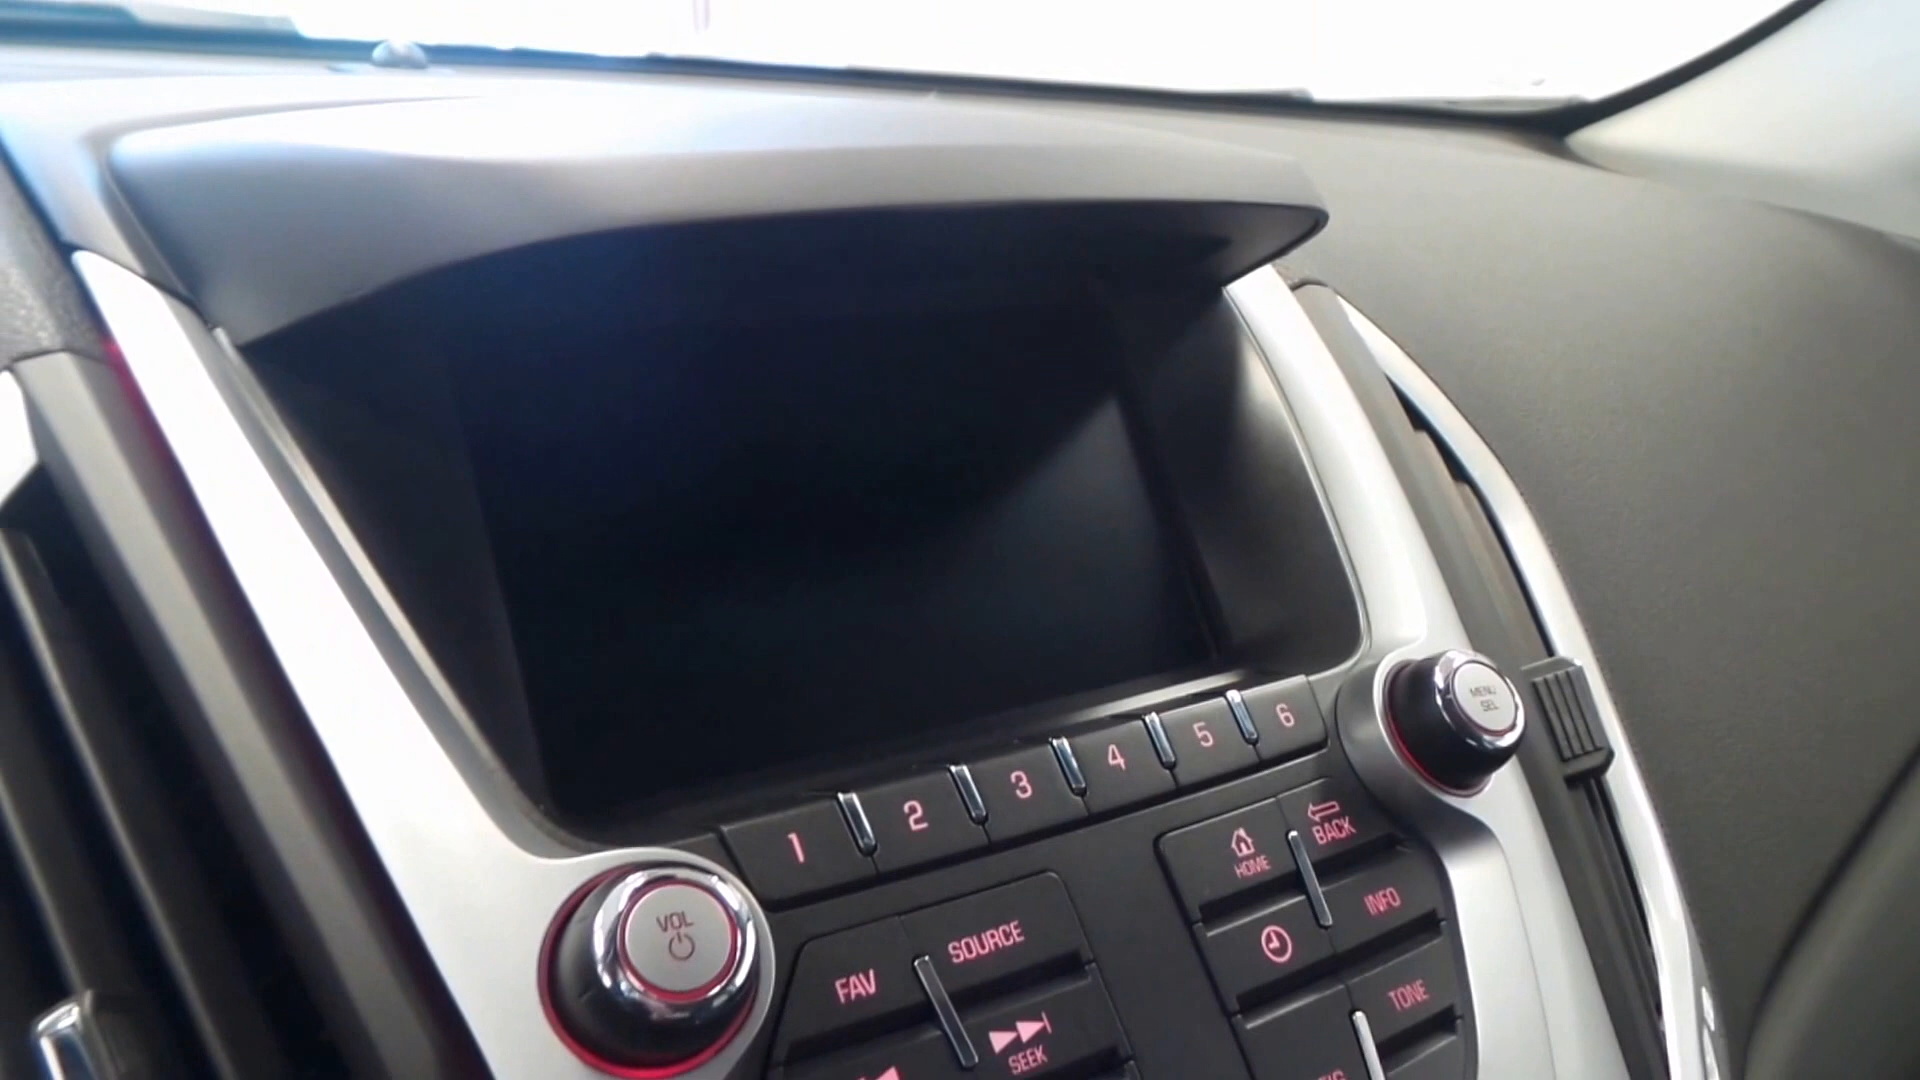 1
2
3
4
5
6
MENU
SEL
BACK
HOME
INFO
VOL
SOURCE
FAV
SEEK
TONE